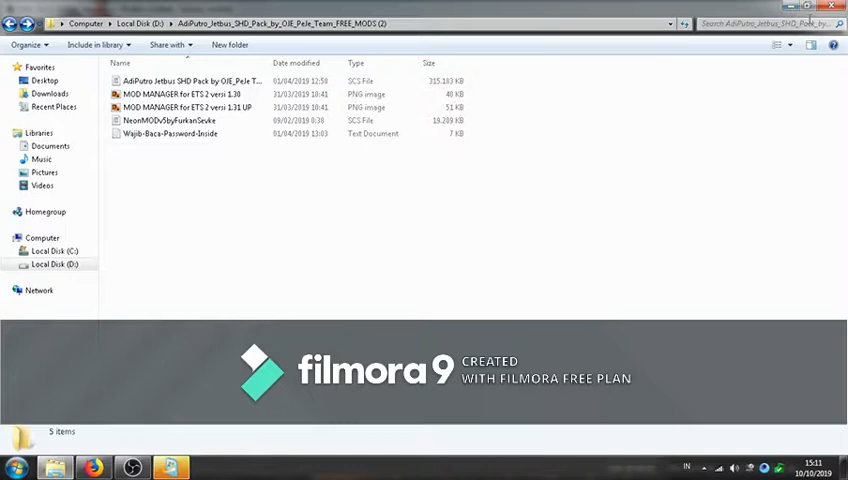 Computer ▸ Local Disk (D:) ▸ AdiPutro_Jetbus_SHD_Pack_by_OJE_PeJe_Team_FREE_MODS (2)
Search AdiPutro_Jetbus_SHD_Pack_by...
Organize Include in library Share with New folder
Name Date modified Type Size
AdiPutro Jetbus SHD Pack by OJE_PeJe T... 01/04/2019 12:58 SCS File 315.183 KB
MOD MANAGER for ETS 2 versi 1.30 31/03/2019 10:41 PNG image 40 KB
MOD MANAGER for ETS 2 versi 1.31 UP 31/03/2019 10:41 PNG image 51 KB
NeonMODv5byFurkanSevke 09/02/2019 0:38 SCS File 19.209 KB
Wajib-Baca-Password-Inside 01/04/2019 13:03 Text Document 7 KB
Favorites
Desktop
Downloads
Recent Places
Libraries
Documents
Music
Pictures
Videos
Homegroup
Computer
Local Disk (C:)
Local Disk (D:)
Network
filmora 9
CREATED
WITH FILMORA FREE PLAN
5 items
IN
15:11
10/10/2019